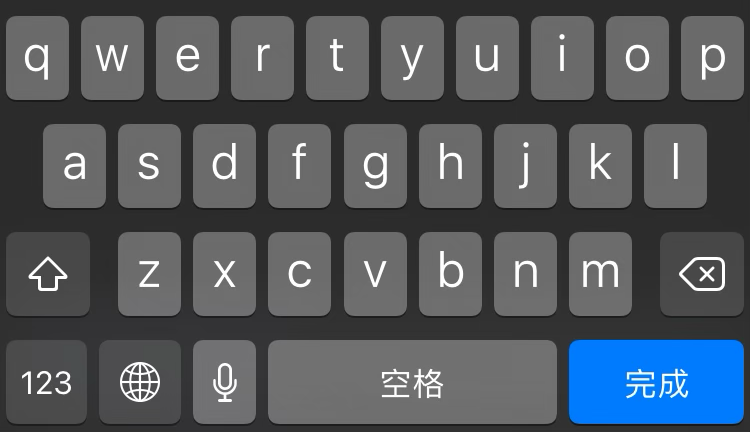 q w e r t y u i o p
a s d f g h j k l
z x c v b n m
123 空格 完成